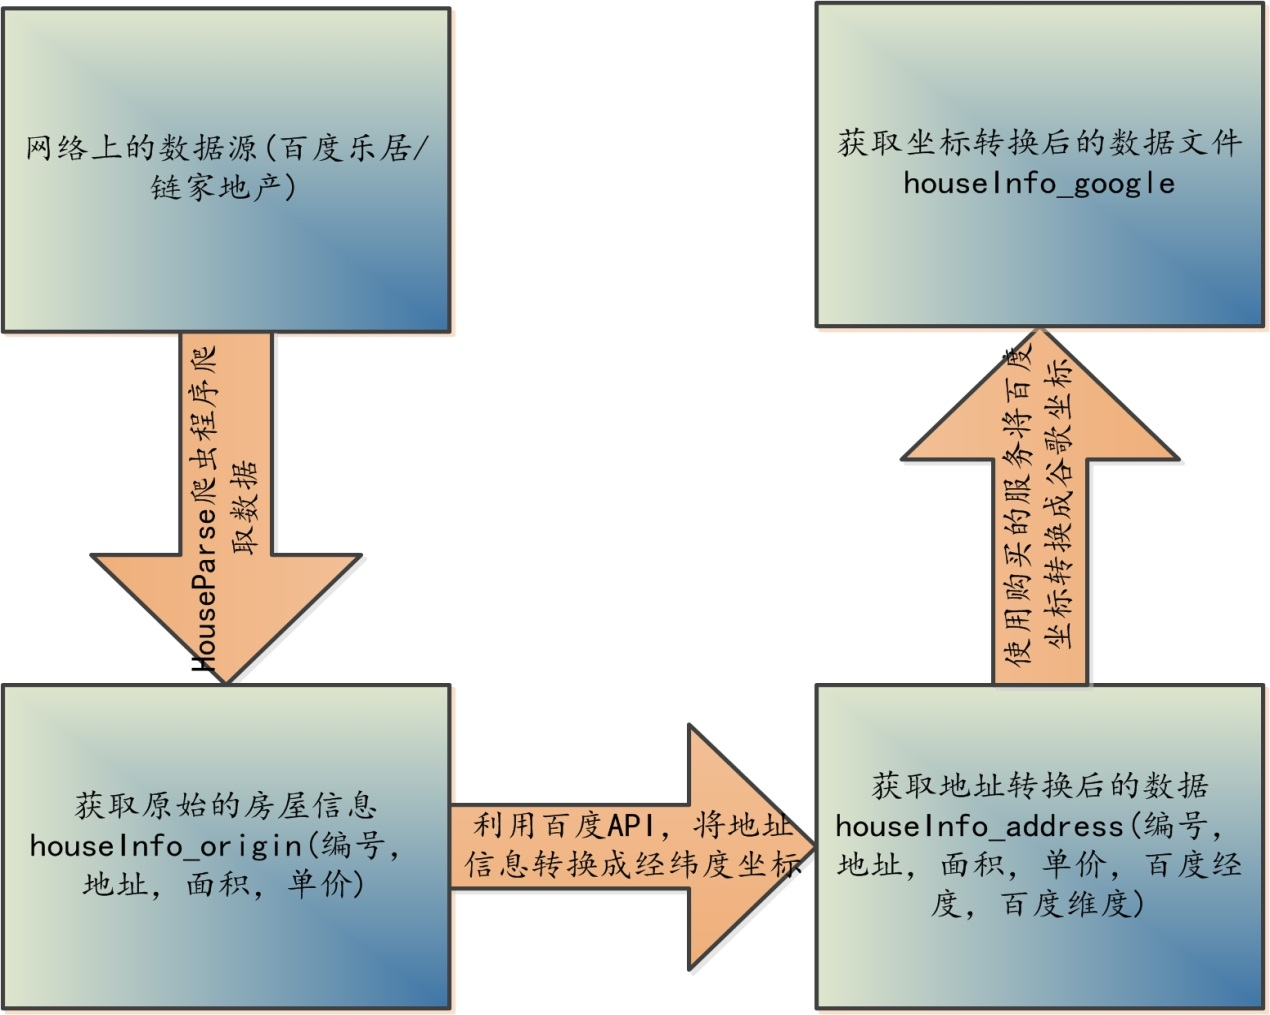 网络上的数据源(百度乐居/
链家地产)
HouseParse爬虫程序爬
取数据
获取原始的房屋信息
houseInfo_origin(编号,
地址, 面积, 单价)
利用百度API, 将地址
信息转换成经纬度坐标
获取地址转换后的数据
houseInfo_address(编号,
地址, 面积, 单价, 百度经
度, 百度维度)
使用购买的服务将百度
坐标转换成谷歌坐标
获取坐标转换后的数据文件
houseInfo_google